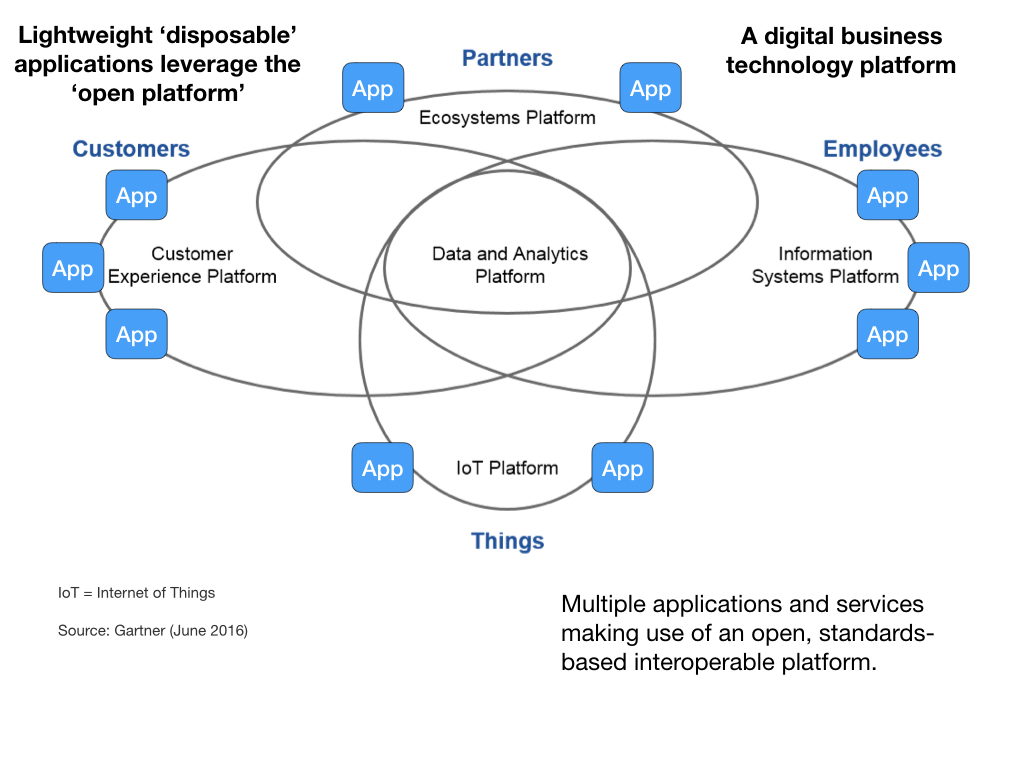 Lightweight ‘disposable’
applications leverage the
‘open platform’
A digital business
technology platform
Partners
App
App
Ecosystems Platform
Customers
Employees
App
App
App
Customer
Experience Platform
Data and Analytics
Platform
Information
Systems Platform
App
App
App
App
IoT Platform
App
Things
IoT = Internet of Things
Source: Gartner (June 2016)
Multiple applications and services
making use of an open, standards-
based interoperable platform.